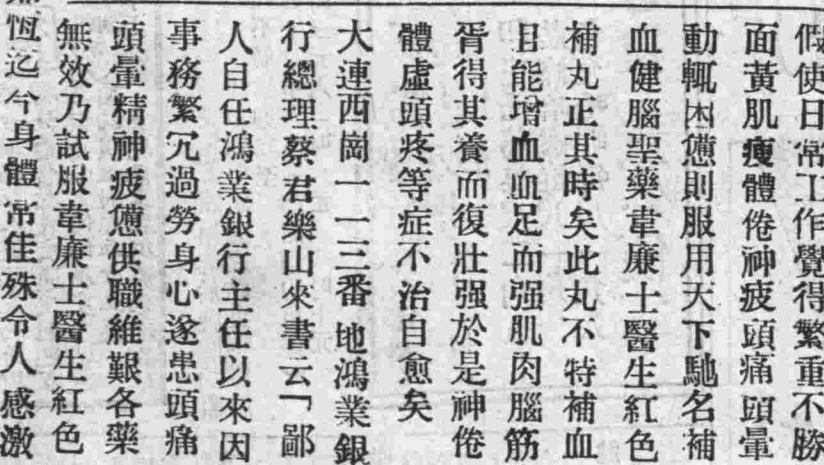 假使日常工作覺得繁重不勝
面黃肌瘦體倦神疲頭痛頭暈
動輒困憊則服用天下馳名補
血健腦聖藥韋廉士醫生紅色
補丸正其時矣此丸不特補血
且能增血血足而强肌肉腦筋
胥得其養而復壯强於是神倦
體虛頭疼等症不治自愈矣
大連西崗一一三番地鴻業銀
行總理蔡君樂山來書云「鄙
人自任鴻業銀行主任以來因
事務繁冗過勞身心遂患頭痛
頭暈精神疲憊供職維艱各藥
無效乃試服韋廉士醫生紅色
恆迄今身體常佳殊令人感激